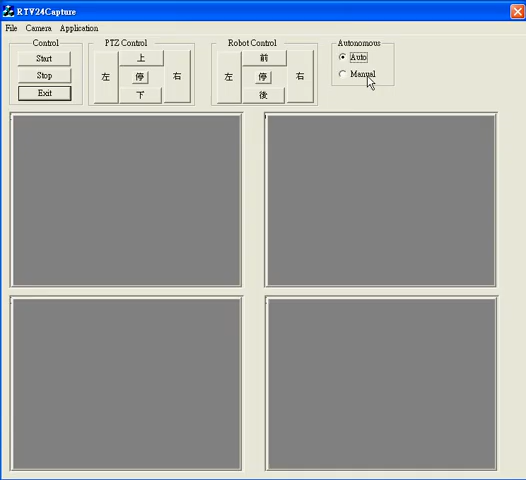 RTV24Capture
File Camera Application
Control
Start
Stop
Exit
PTZ Control
上
左 停 右
下
Robot Control
前
左 停 右
後
Autonomous
Auto
Manual